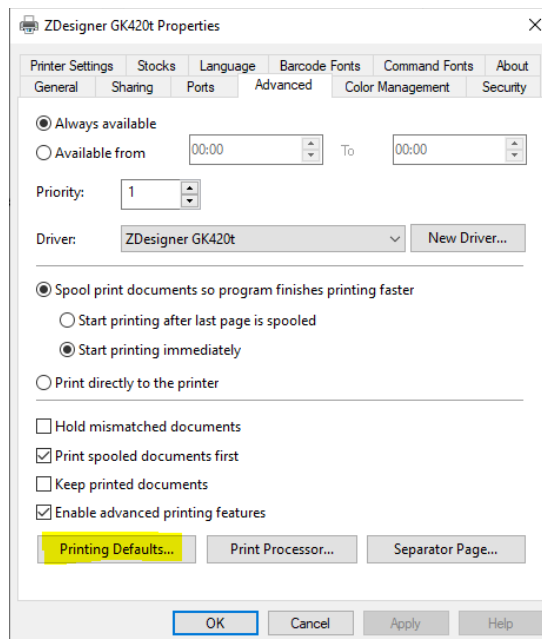 ZDesigner GK420t Properties
Printer Settings Stocks Language Barcode Fonts Command Fonts About
General Sharing Ports Advanced Color Management Security
Always available
Available from 00:00 To 00:00
Priority: 1
Driver: ZDesigner GK420t New Driver...
Spool print documents so program finishes printing faster
Start printing after last page is spooled
Start printing immediately
Print directly to the printer
Hold mismatched documents
Print spooled documents first
Keep printed documents
Enable advanced printing features
Printing Defaults... Print Processor... Separator Page...
OK Cancel Apply Help